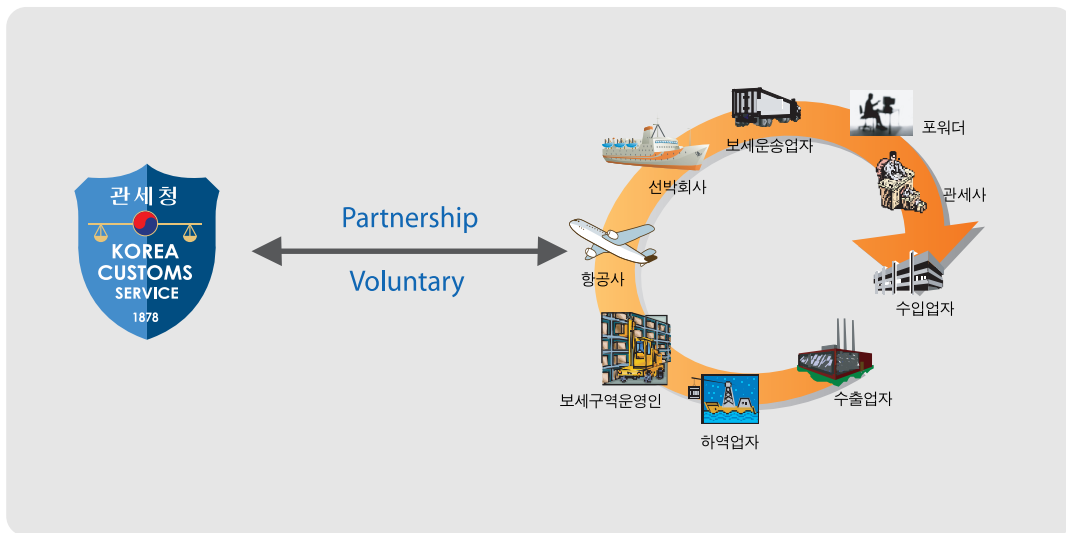 관세청
KOREA
CUSTOMS
SERVICE
1878
Partnership
Voluntary
보세운송업자
포워더
선박회사
관세사
항공사
수입업자
보세구역운영인
수출업자
하역업자